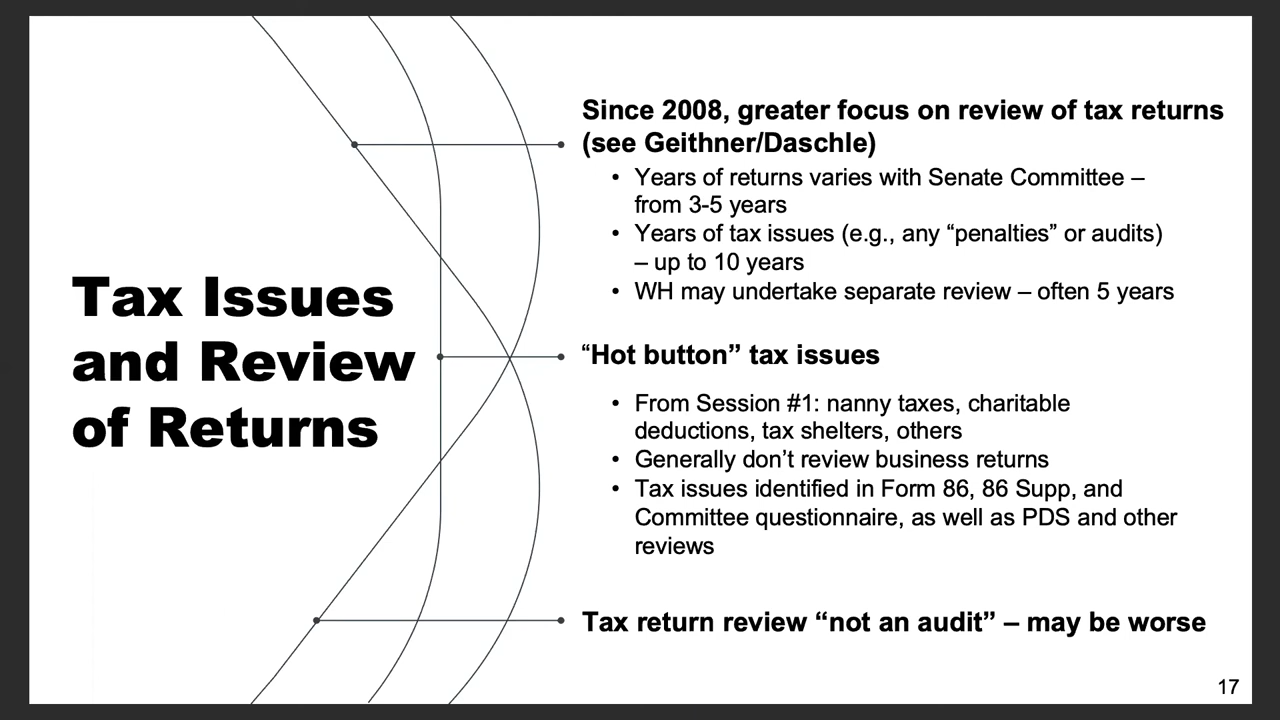 Tax Issues
and Review
of Returns
Since 2008, greater focus on review of tax returns
(see Geithner/Daschle)
• Years of returns varies with Senate Committee –
from 3-5 years
• Years of tax issues (e.g., any “penalties” or audits)
– up to 10 years
• WH may undertake separate review – often 5 years
“Hot button” tax issues
• From Session #1: nanny taxes, charitable
deductions, tax shelters, others
• Generally don’t review business returns
• Tax issues identified in Form 86, 86 Supp, and
Committee questionnaire, as well as PDS and other
reviews
Tax return review “not an audit” – may be worse
17